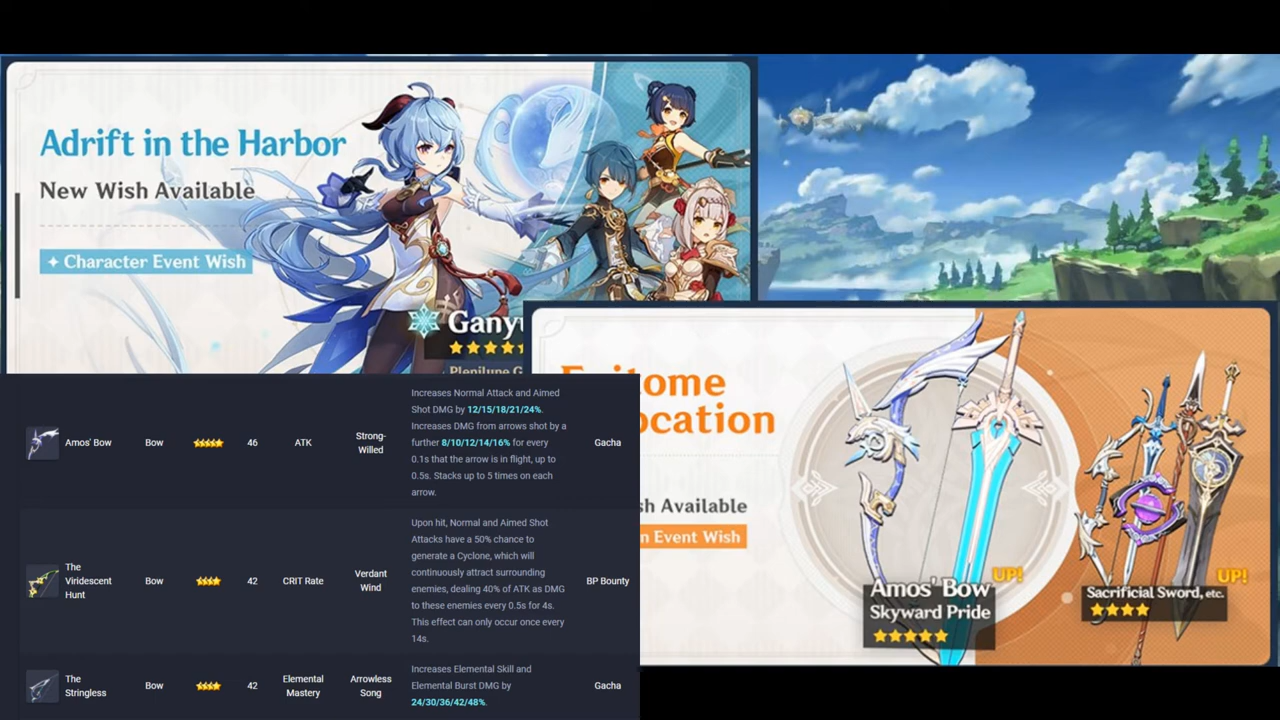 Adrift in the Harbor
New Wish Available
Character Event Wish
Increases Normal Attack and Aimed
Shot DMG by 12/15/18/21/24%.
Increases DMG from arrows shot by a
further 8/10/12/14/16% for every
0.1s that the arrow is in flight, up to
0.5s. Stacks up to 5 times on each
arrow.
Amos' Bow
Bow
46
ATK
Strong-
Willed
Gacha
The
Viridescent
Hunt
Bow
42
CRIT Rate
Verdant
Wind
Upon hit, Normal and Aimed Shot
Attacks have a 50% chance to
generate a Cyclone, which will
continuously attract surrounding
enemies, dealing 40% of ATK as DMG
to these enemies every 0.5s for 4s.
This effect can only occur once every
14s.
BP Bounty
The
Stringless
Bow
42
Elemental
Mastery
Arrowless
Song
Increases Elemental Skill and
Elemental Burst DMG by
24/30/36/42/48%.
Gacha
Available
Event Wish
UP!
Amos' Bow
Skyward Pride
UP!
Sacrificial Sword, etc.